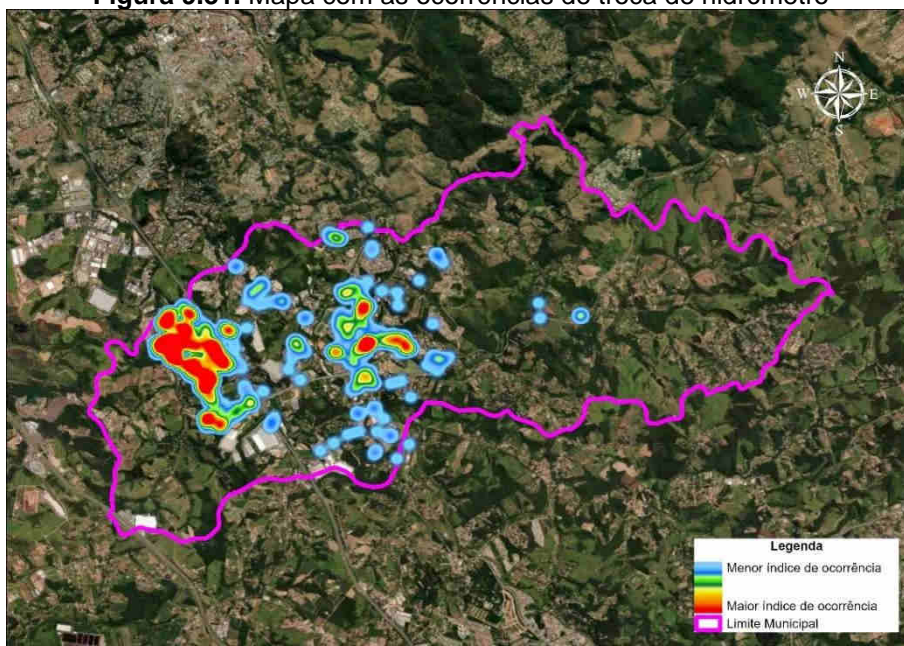 Mapa com as ocorrências de troca de hidrômetro
N
W E
S
Legenda
Menor índice de ocorrência
Maior índice de ocorrência
Limite Municipal